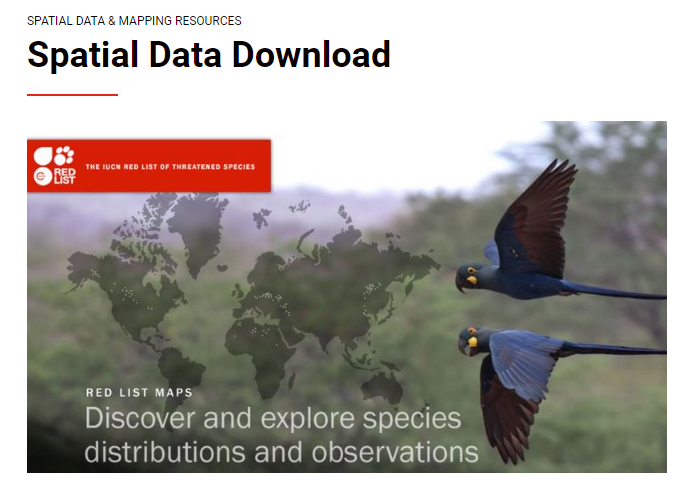 SPATIAL DATA & MAPPING RESOURCES
Spatial Data Download
RED
LIST
THE IUCN RED LIST OF THREATENED SPECIES
RED LIST MAPS
Discover and explore species
distributions and observations